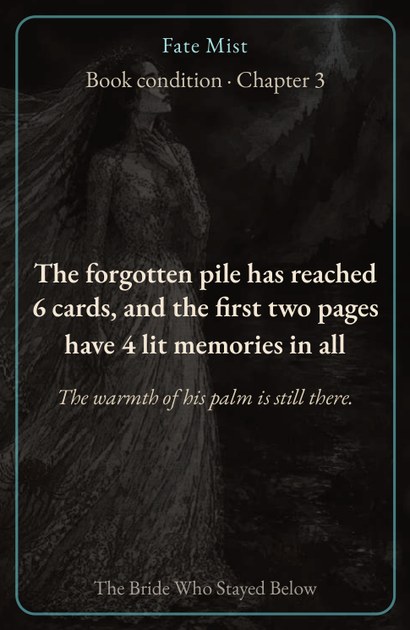 Fate Mist
Book condition · Chapter 3
The forgotten pile has reached
6 cards, and the first two pages
have 4 lit memories in all
The warmth of his palm is still there.
The Bride Who Stayed Below